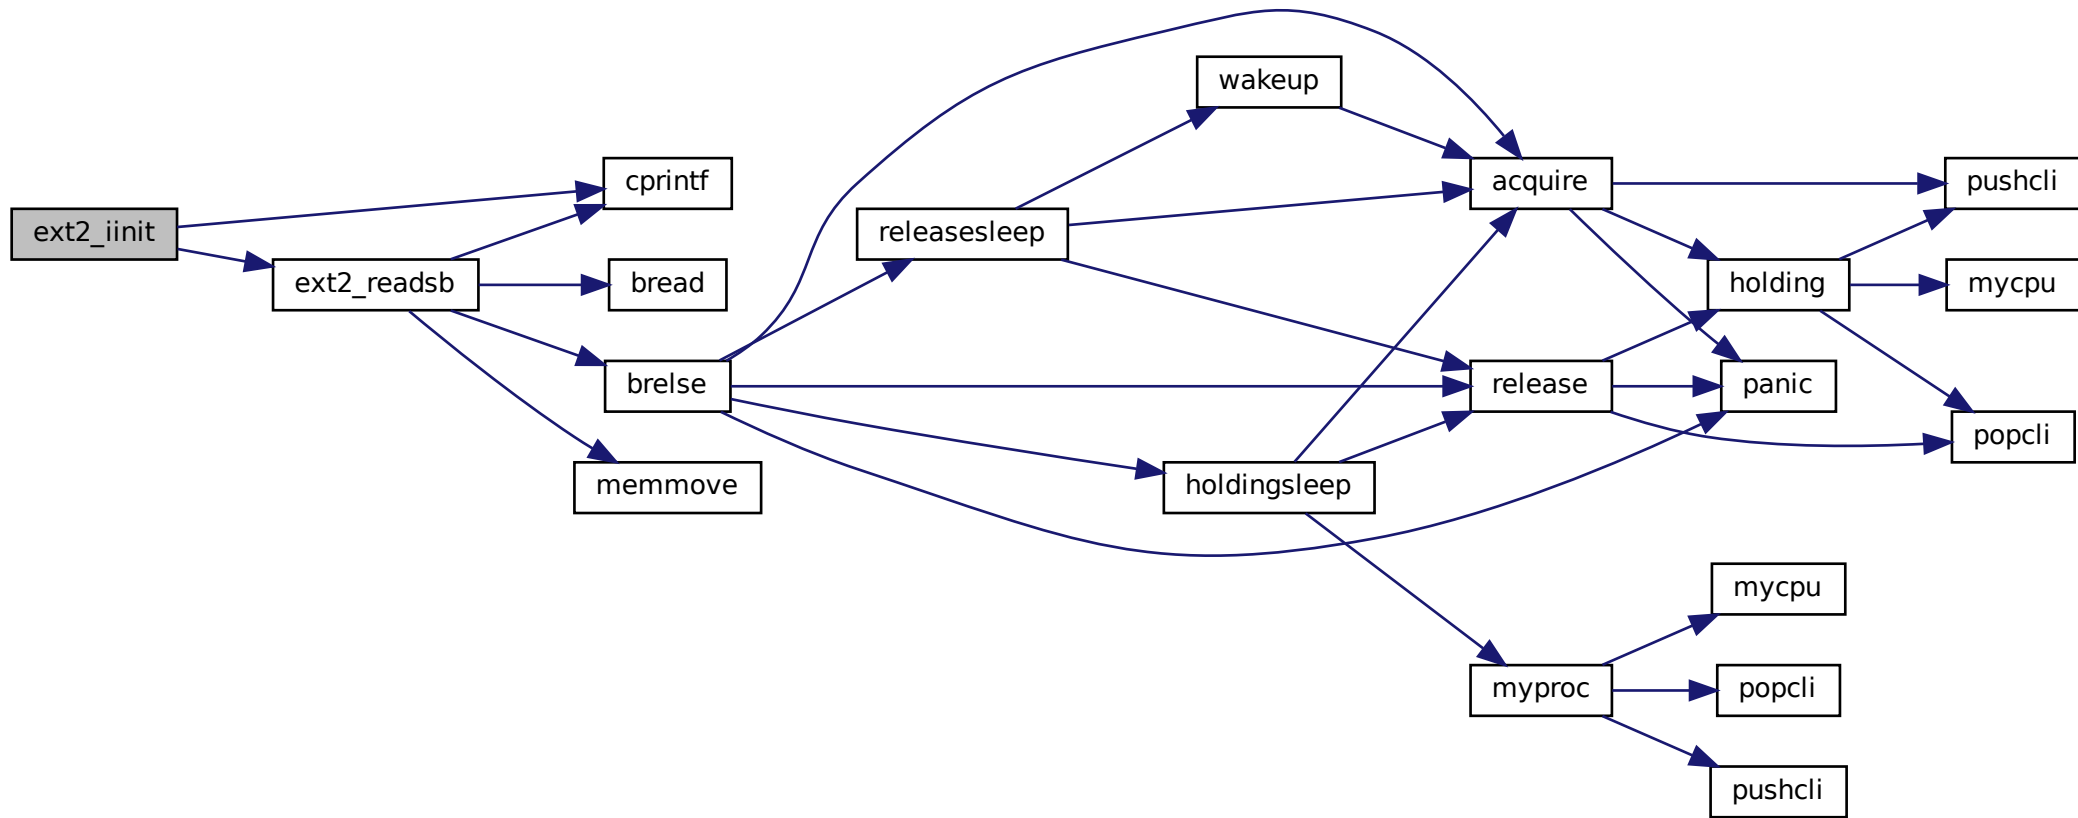 ext2_iinit
cprintf
ext2_readsb
bread
brelse
memmove
releasesleep
wakeup
acquire
release
holdingsleep
myproc
holding
panic
pushcli
mycpu
popcli
mycpu
popcli
pushcli